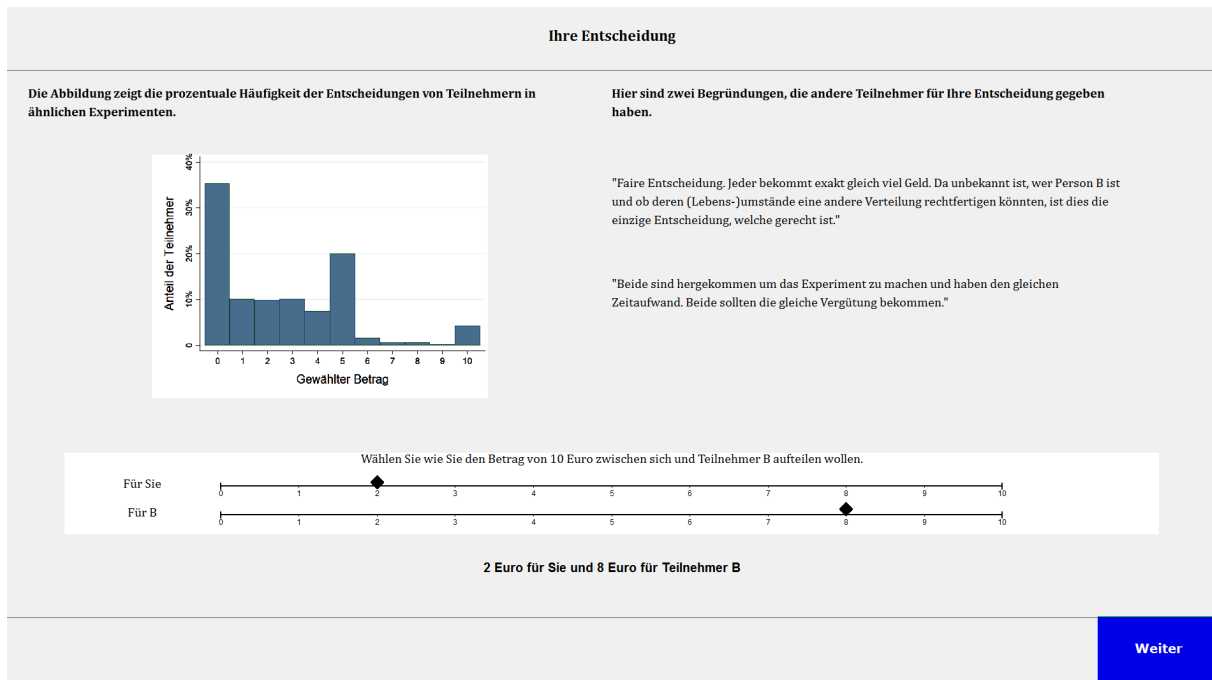 Ihre Entscheidung
Die Abbildung zeigt die prozentuale Häufigkeit der Entscheidungen von Teilnehmern in
ähnlichen Experimenten.
40%
30%
20%
10%
0
Anteil der Teilnehmer
0 1 2 3 4 5 6 7 8 9 10
Gewählter Betrag
Hier sind zwei Begründungen, die andere Teilnehmer für Ihre Entscheidung gegeben
haben.
"Faire Entscheidung. Jeder bekommt exakt gleich viel Geld. Da unbekannt ist, wer Person B ist
und ob deren (Lebens-)umstände eine andere Verteilung rechtfertigen könnten, ist dies die
einzige Entscheidung, welche gerecht ist."
"Beide sind hergekommen um das Experiment zu machen und haben den gleichen
Zeitaufwand. Beide sollten die gleiche Vergütung bekommen."
Wählen Sie wie Sie den Betrag von 10 Euro zwischen sich und Teilnehmer B aufteilen wollen.
Für Sie
0 1 2 3 4 5 6 7 8 9 10
Für B
0 1 2 3 4 5 6 7 8 9 10
2 Euro für Sie und 8 Euro für Teilnehmer B
Weiter